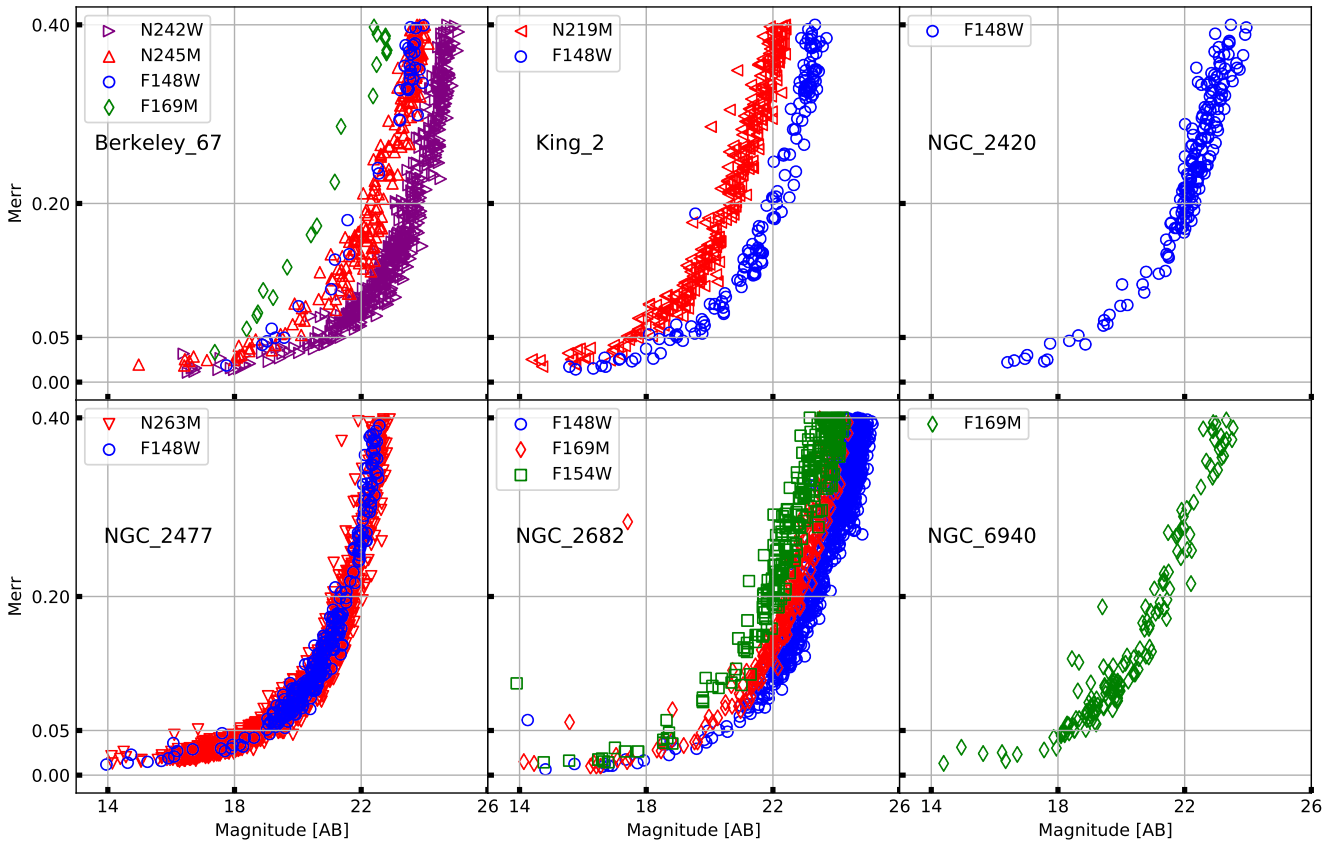 0.40
0.20
0.05
0.00
Merr
N242W
N245M
F148W
F169M
Berkeley_67
N219M
F148W
King_2
F148W
NGC_2420
0.40
0.20
0.05
0.00
Merr
N263M
F148W
NGC_2477
F148W
F169M
F154W
NGC_2682
F169M
NGC_6940
14 18 22 26
14 18 22 26
14 18 22 26
Magnitude [AB]
Magnitude [AB]
Magnitude [AB]